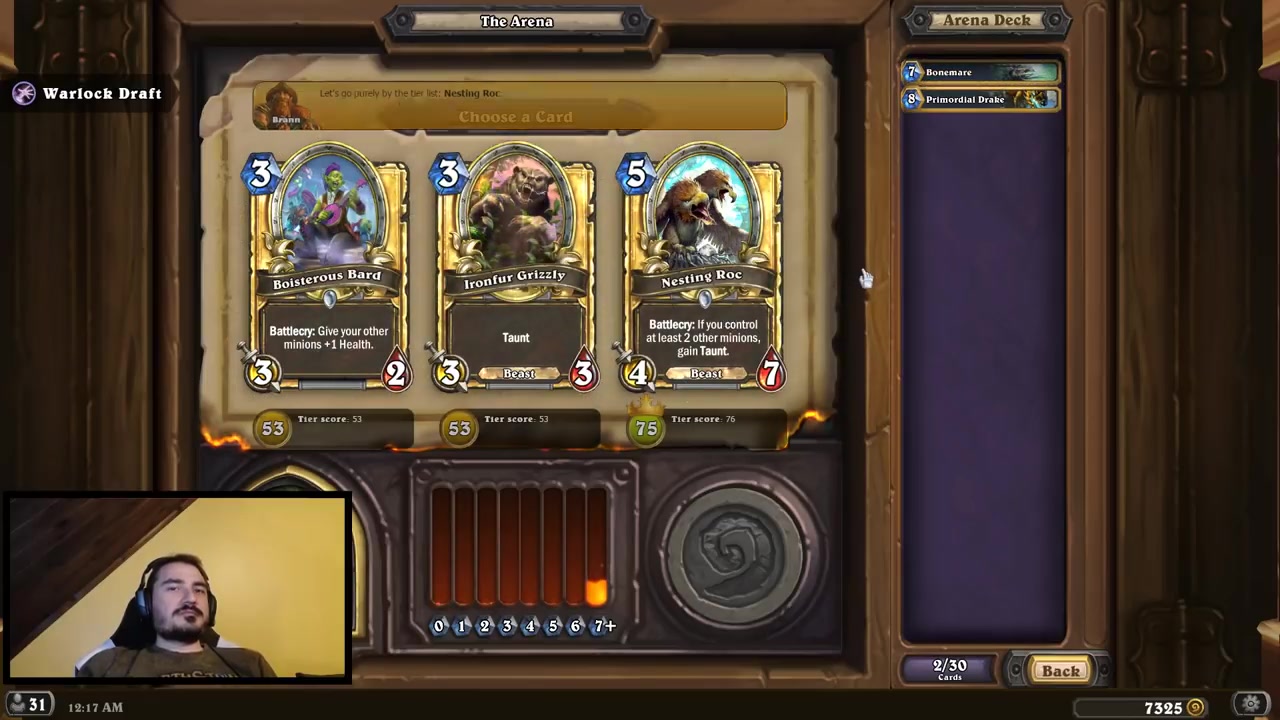 The Arena
Arena Deck
Warlock Draft
7 Bonemare
8 Primordial Drake
Let's go purely by the tier list: Nesting Roc
Brann
Choose a Card
3
3
5
Boisterous Bard
Ironfur Grizzly
Nesting Roc
Battlecry: Give your other
minions +1 Health.
Taunt
Battlecry: If you control
at least 2 other minions,
gain Taunt.
3
2
3
Beast
3
4
Beast
7
53
Tier score: 53
53
Tier score: 53
75
Tier score: 76
0 1 2 3 4 5 6 7+
2/30
Cards
Back
31
12:17 AM
7325